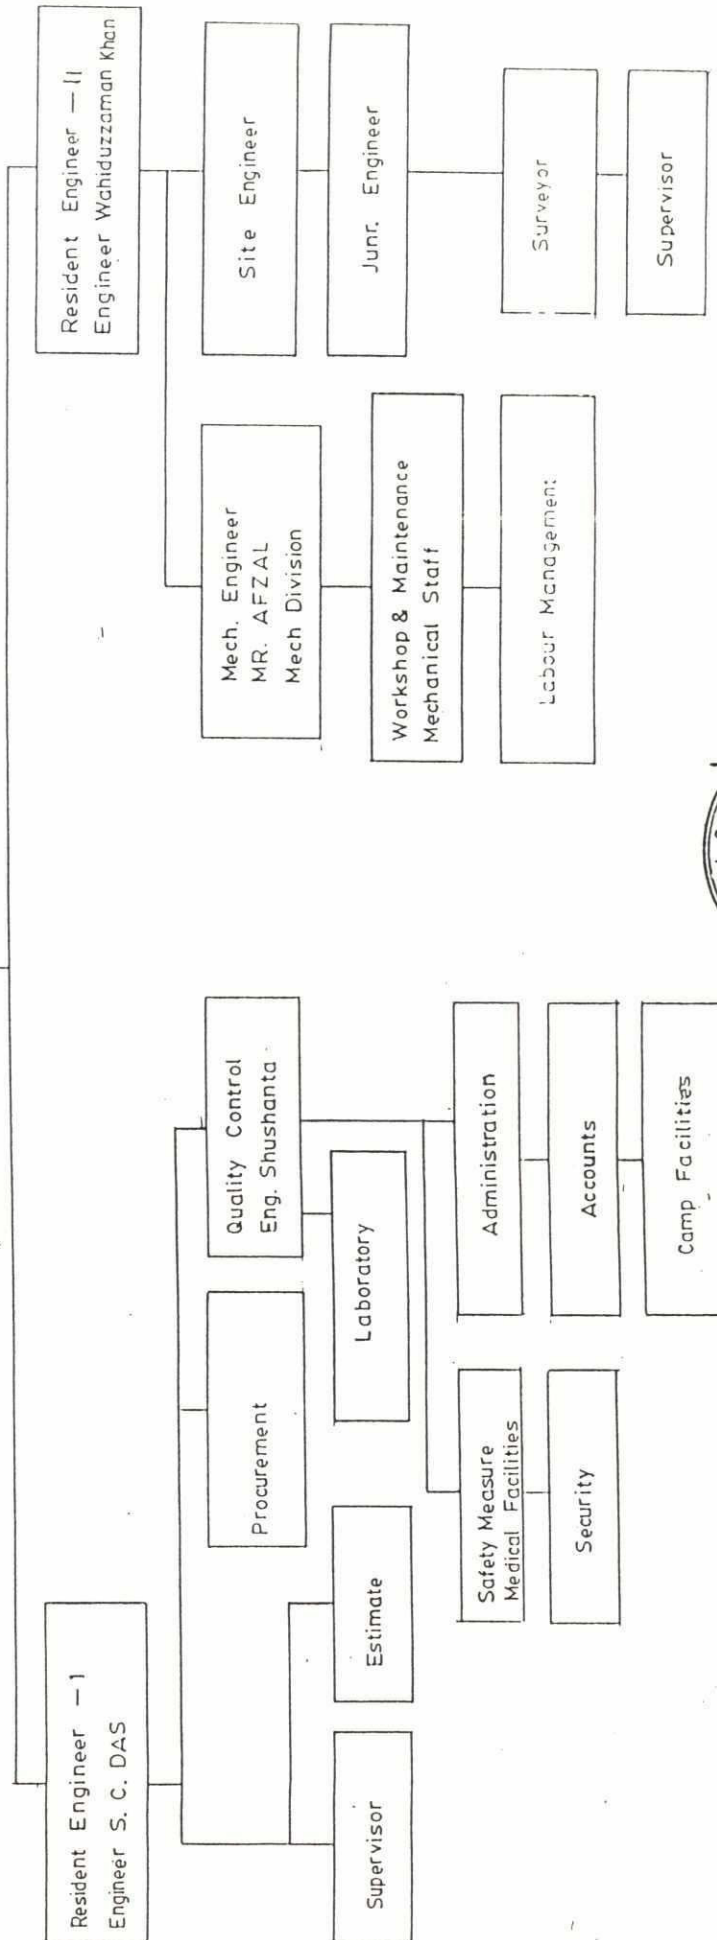 Resident Engineer — I
Engineer S. C. DAS
Resident Engineer — II
Engineer Wahiduzzaman Khan
Procurement
Quality Control
Eng. Shushanta
Mech. Engineer
MR. AFZAL
Mech Division
Site Engineer
Supervisor
Estimate
Laboratory
Workshop & Maintenance
Mechanical Staff
Junr. Engineer
Safety Measure
Medical Facilities
Administration
Labour Management
Surveyor
Security
Accounts
Supervisor
Camp Facilities